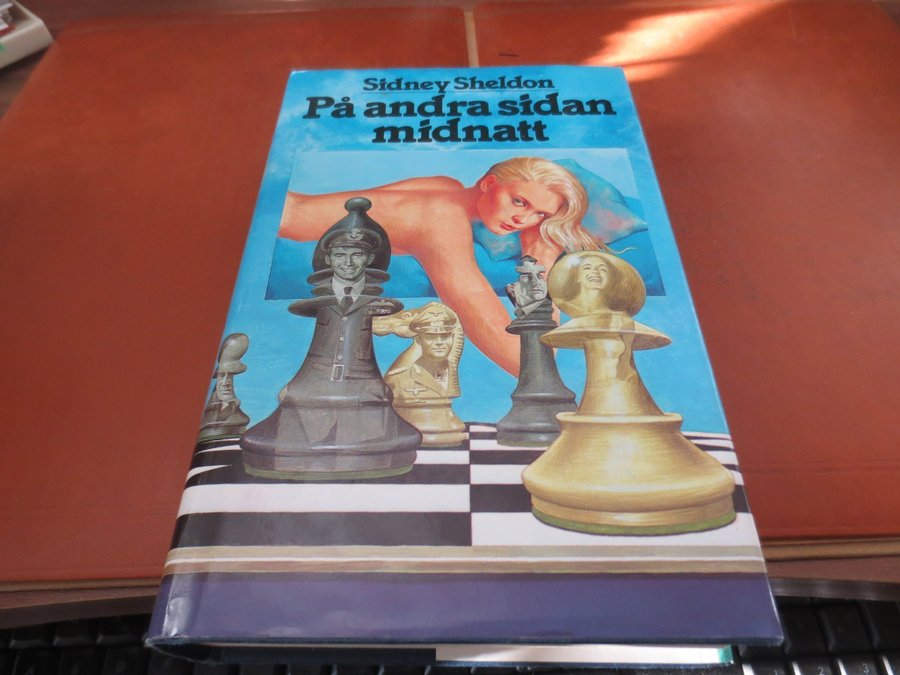 Sidney Sheldon
På andra sidan
midnatt